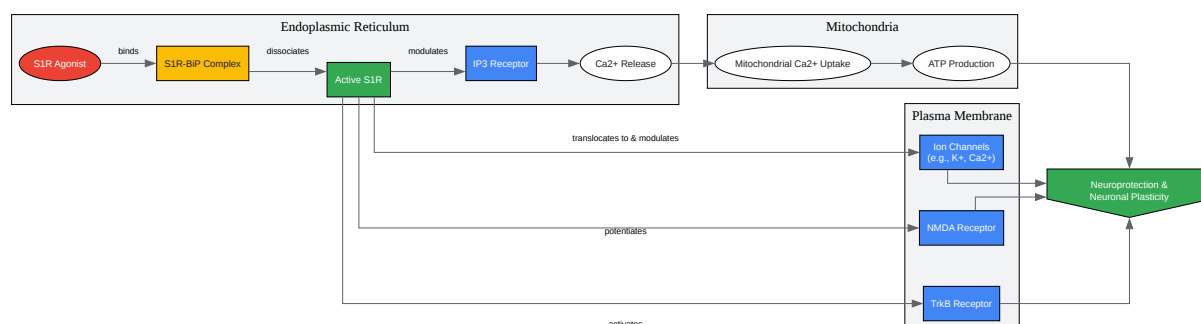 Endoplasmic Reticulum
Mitochondria
binds
dissociates
modulates
S1R Agonist
S1R-BiP Complex
Active S1R
IP3 Receptor
Ca2+ Release
Mitochondrial Ca2+ Uptake
ATP Production
Plasma Membrane
translocates to & modulates
Ion Channels
(e.g., K+, Ca2+)
Neuroprotection &
Neuronal Plasticity
potentiates
NMDA Receptor
TrkB Receptor
activates